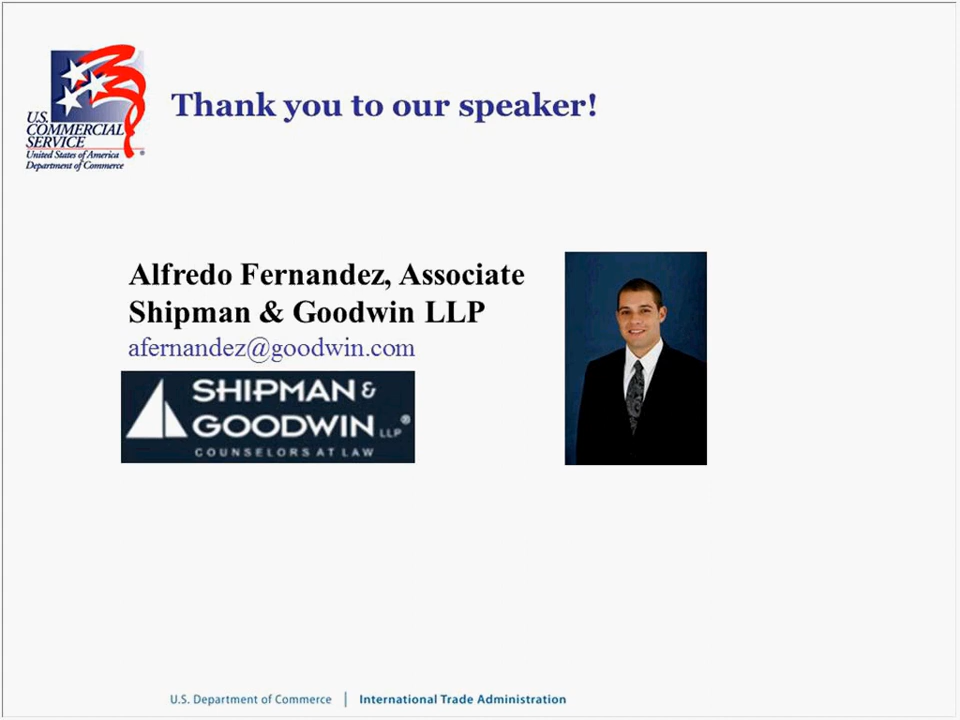 U.S.
COMMERCIAL
SERVICE
United States of America
Department of Commerce
Thank you to our speaker!
Alfredo Fernandez, Associate
Shipman & Goodwin LLP
afernandez@goodwin.com
SHIPMAN &
GOODWIN LLP®
COUNSELORS AT LAW
U.S. Department of Commerce | International Trade Administration